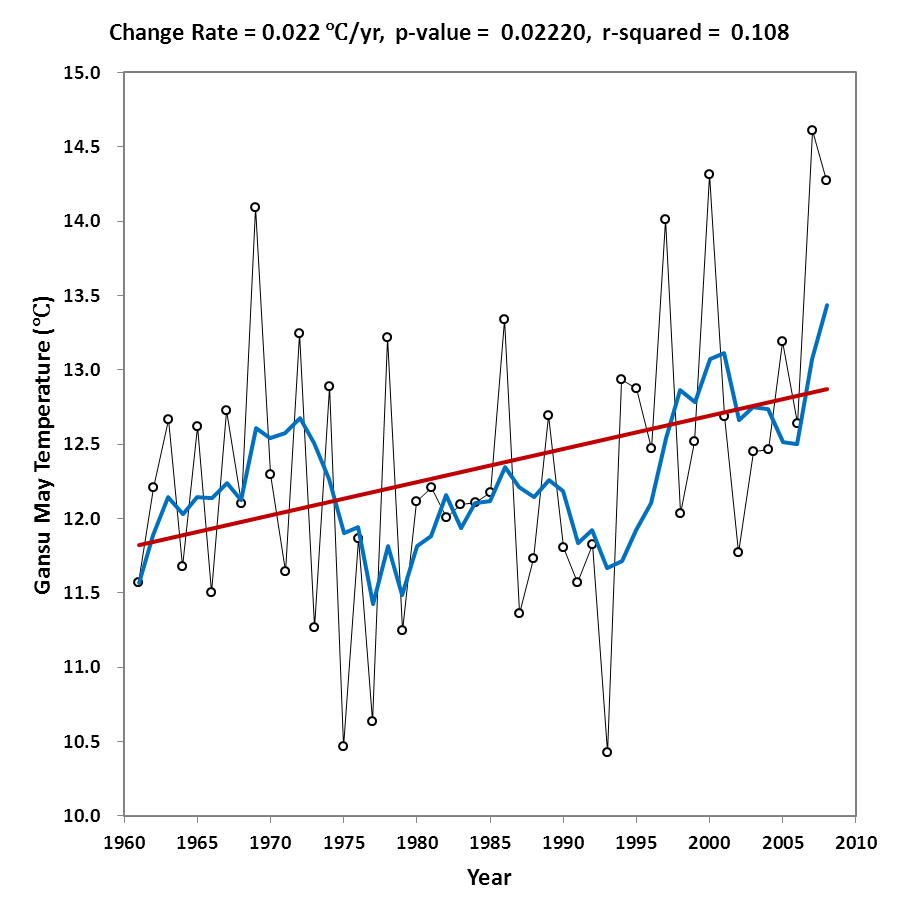 Change Rate = 0.022 ℃/yr, p-value = 0.02220, r-squared = 0.108
15.0
14.5
14.0
13.5
13.0
12.5
12.0
11.5
11.0
10.5
10.0
Gansu May Temperature (℃)
1960 1965 1970 1975 1980 1985 1990 1995 2000 2005 2010
Year